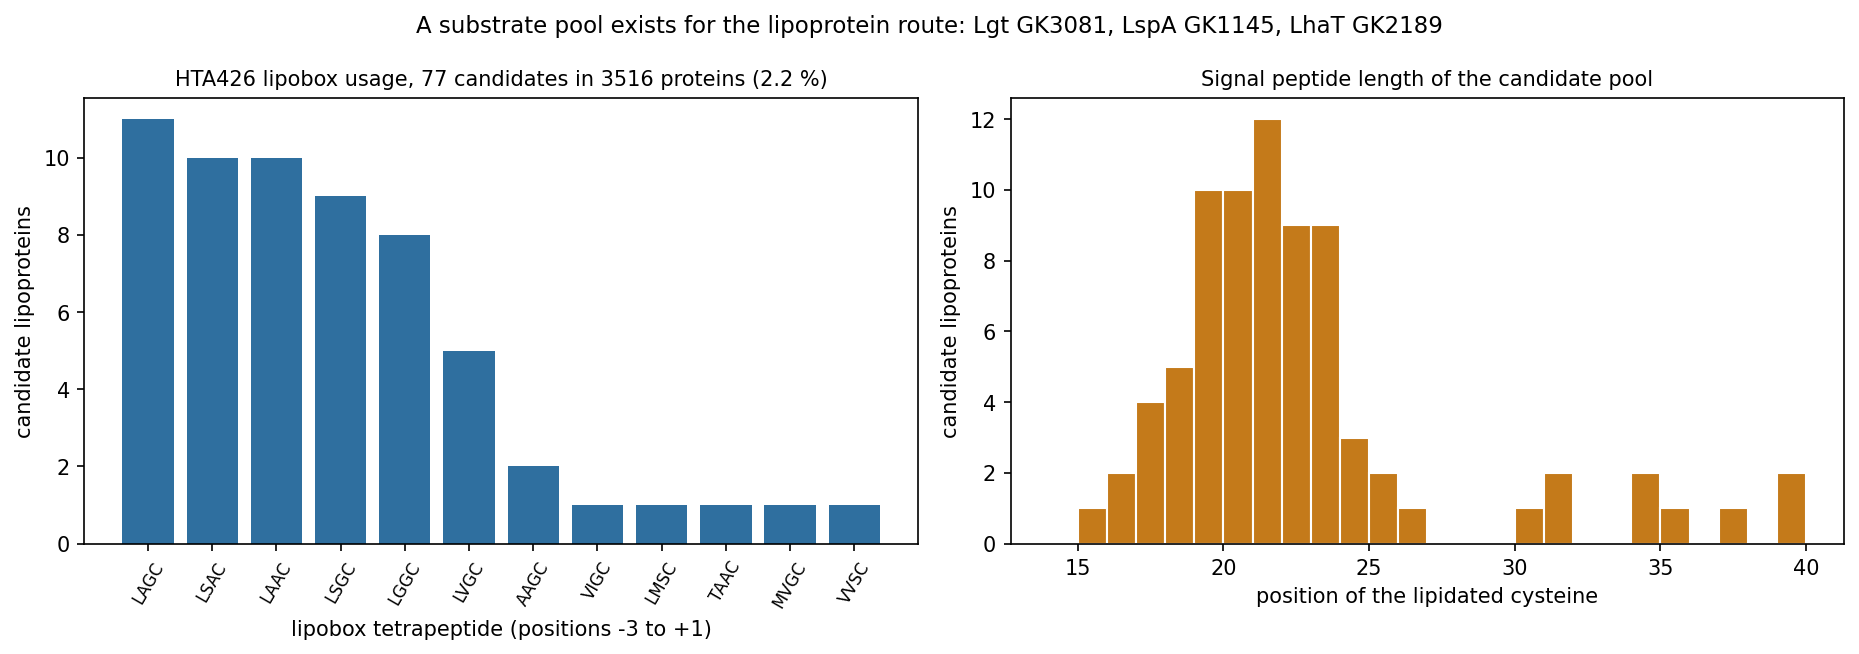 A substrate pool exists for the lipoprotein route: Lgt GK3081, LspA GK1145, LhaT GK2189
HTA426 lipobox usage, 77 candidates in 3516 proteins (2.2 %)
candidate lipoproteins
10
8
6
4
2
0
LAGC
LSAC
LAAC
LSGC
LGGC
LVGC
AAGC
VIGC
LMSC
TAAC
MVGC
VVSC
lipobox tetrapeptide (positions -3 to +1)
Signal peptide length of the candidate pool
candidate lipoproteins
12
10
8
6
4
2
0
15
20
25
30
35
40
position of the lipidated cysteine